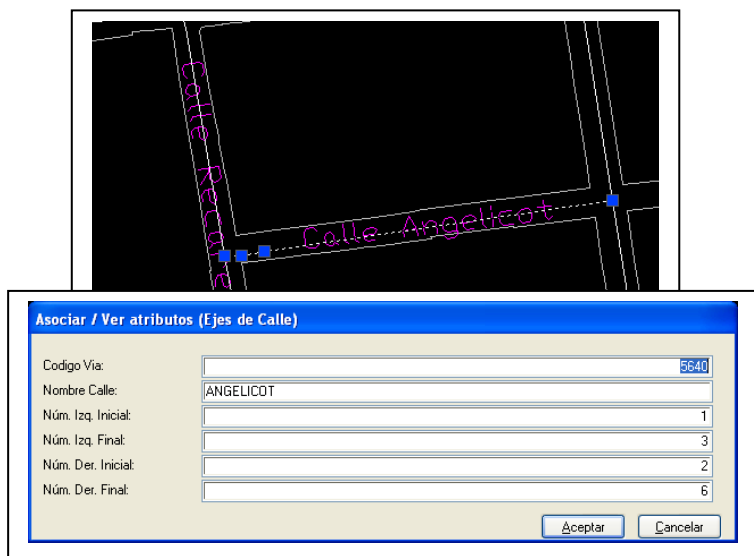 Calle
Calle Angelicot
Asociar / Ver atributos (Ejes de Calle)
Codigo Via: 5640
Nombre Calle: ANGELICOT
Núm. Izq. Inicial: 1
Núm. Izq. Final: 3
Núm. Der. Inicial: 2
Núm. Der. Final: 6
Aceptar Cancelar